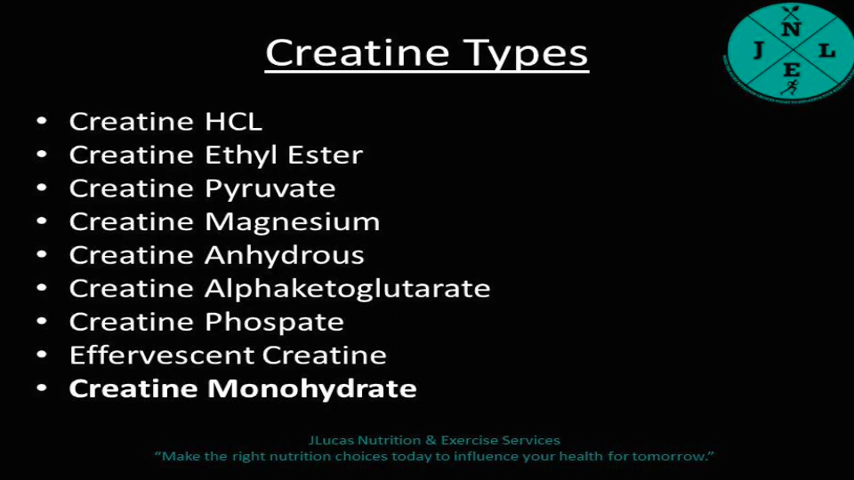 Creatine Types
N
J L
E
• Creatine HCL
• Creatine Ethyl Ester
• Creatine Pyruvate
• Creatine Magnesium
• Creatine Anhydrous
• Creatine Alphaketoglutarate
• Creatine Phospate
• Effervescent Creatine
• Creatine Monohydrate
JLucas Nutrition & Exercise Services
“Make the right nutrition choices today to influence your health for tomorrow.”